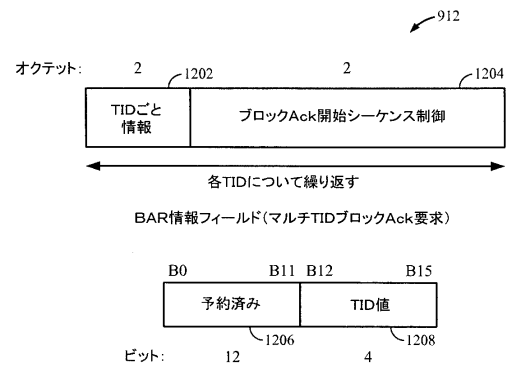 912
オクテット: 2 2
1202 1204
TIDごと
情報
ブロックAck開始シーケンス制御
各TIDについて繰り返す
BAR情報フィールド(マルチTIDブロックAck要求)
B0 B11 B12 B15
予約済み TID値
1206 1208
ビット: 12 4